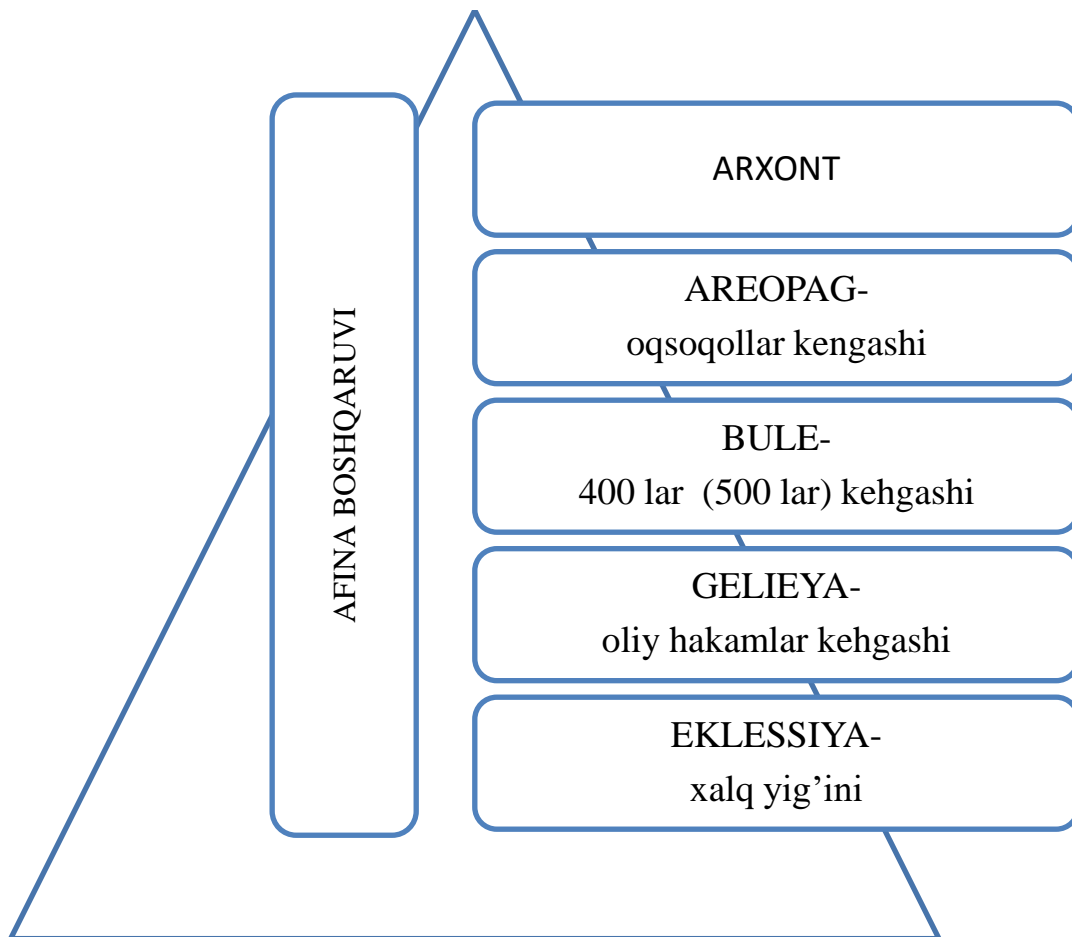 AFINA BOSHQARUVI
ARXONT
AREOPAG-
oqsoqollar kengashi
BULE-
400 lar (500 lar) kehgashi
GELIEYA-
oliy hakamlar kehgashi
EKLESSIYA-
xalq yig’ini